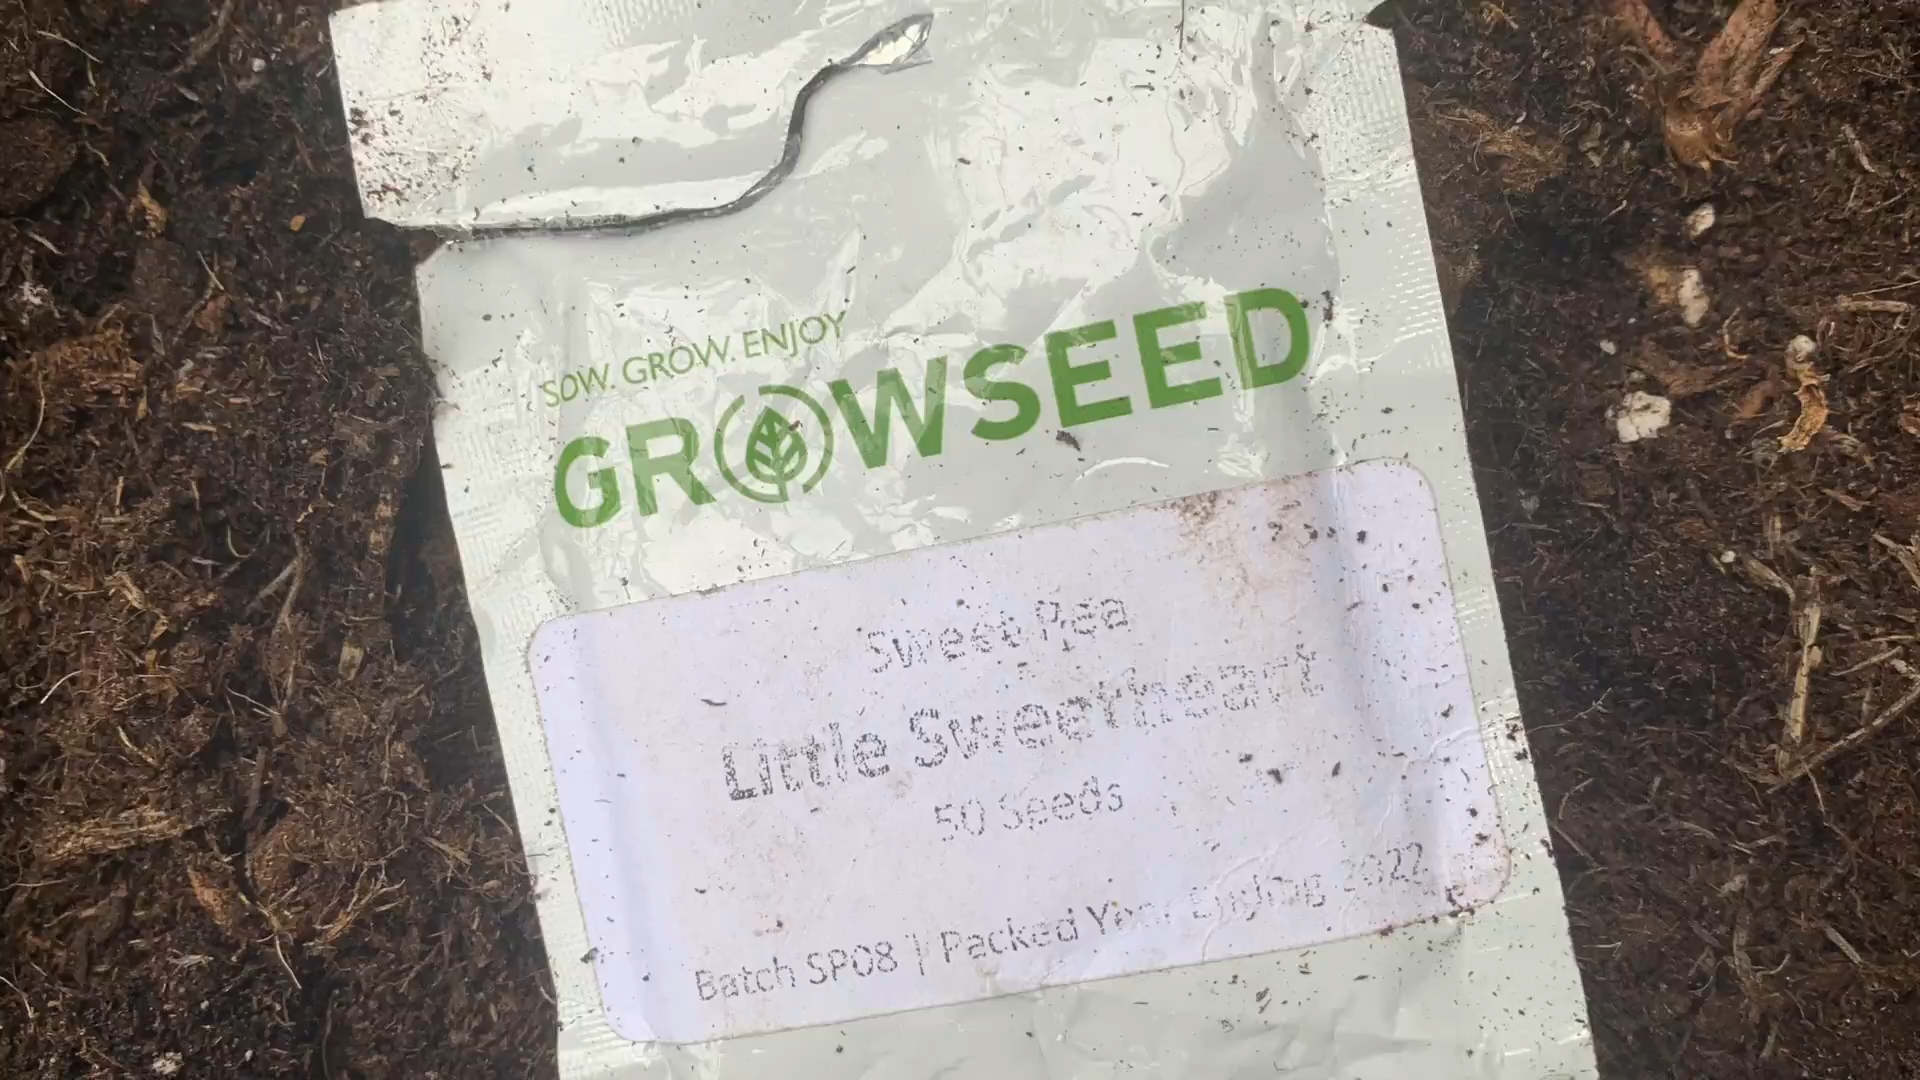 SOW. GROW. ENJOY
GROWSEED
Sweet Pea
Little Sweetheart
50 Seeds
Batch SP08 | Packed Year Ending 2022